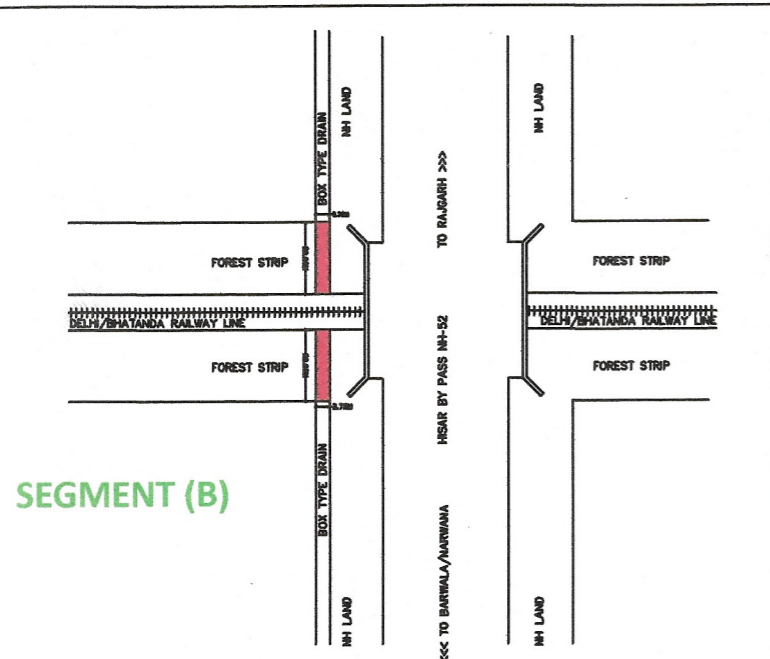 BOX TYPE DRAIN
NH LAND
NH LAND
TO RAJGARH >>>
FOREST STRIP
FOREST STRIP
DELHI/BHATANDA RAILWAY LINE
DELHI/BHATANDA RAILWAY LINE
HISAR BY PASS NH-52
FOREST STRIP
FOREST STRIP
SEGMENT (B)
BOX TYPE DRAIN
<<< TO BARWALA/NARWANA
NH LAND
NH LAND